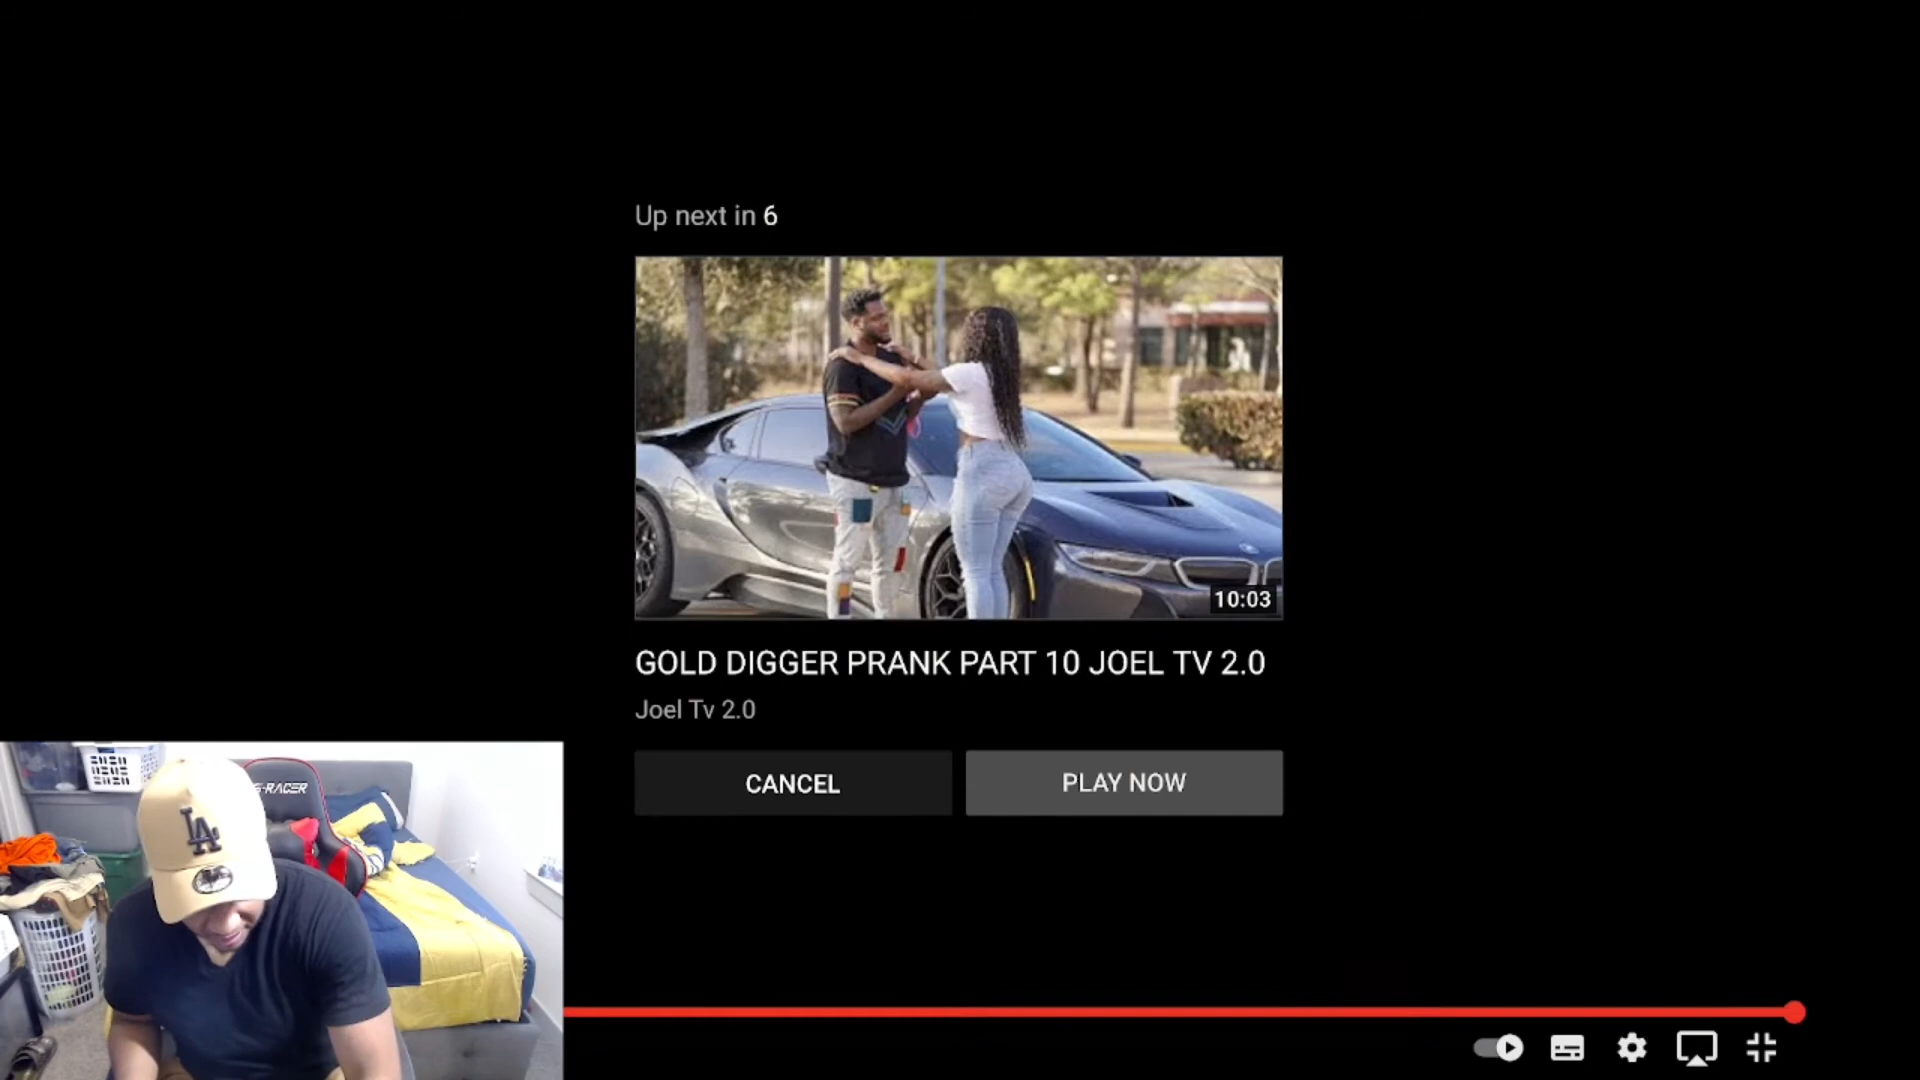 Up next in 6
10:03
GOLD DIGGER PRANK PART 10 JOEL TV 2.0
Joel Tv 2.0
CANCEL
PLAY NOW
LA